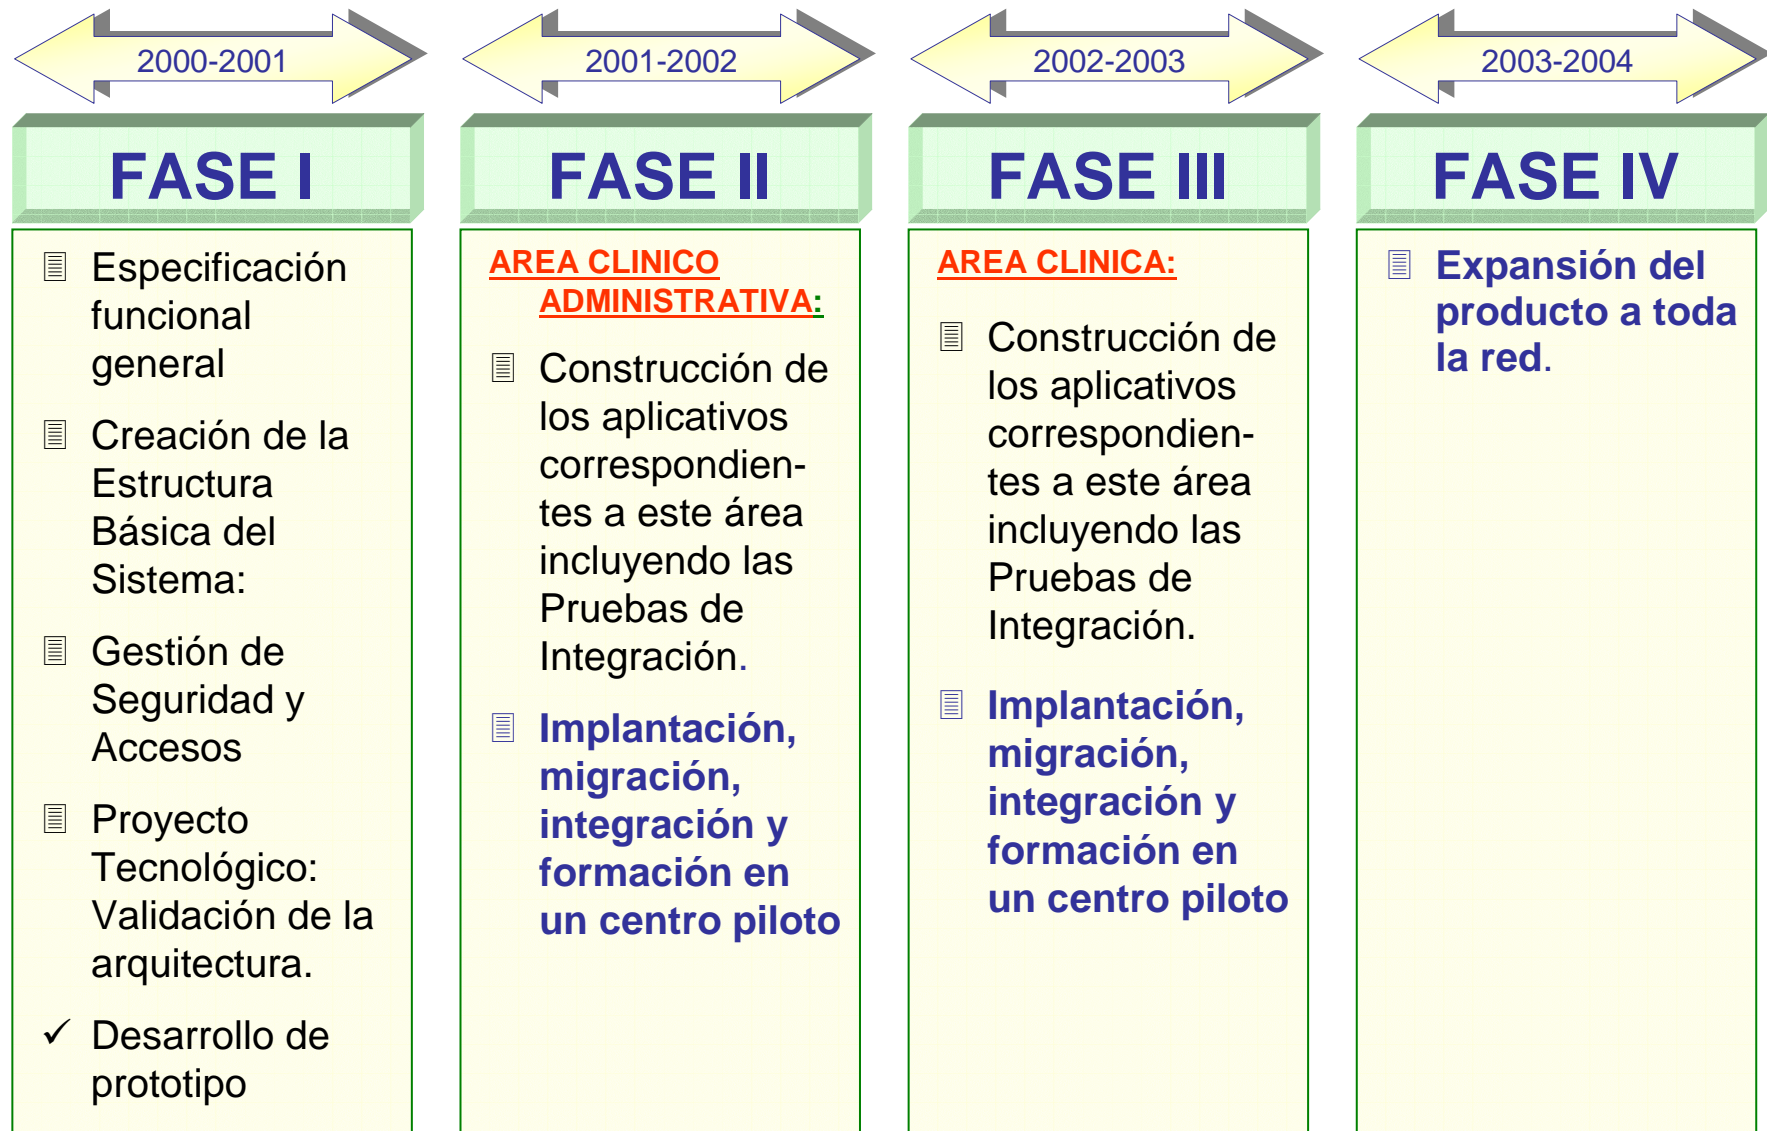 2000-2001
FASE I
Especificación
funcional
general
Creación de la
Estructura
Básica del
Sistema:
Gestión de
Seguridad y
Accesos
Proyecto
Tecnológico:
Validación de la
arquitectura.
✓ Desarrollo de
prototipo
2001-2002
FASE II
AREA CLINICO
ADMINISTRATIVA:
Construcción de
los aplicativos
correspondien-
tes a este área
incluyendo las
Pruebas de
Integración.
Implantación,
migración,
integración y
formación en
un centro piloto
2002-2003
FASE III
AREA CLINICA:
Construcción de
los aplicativos
correspondien-
tes a este área
incluyendo las
Pruebas de
Integración.
Implantación,
migración,
integración y
formación en
un centro piloto
2003-2004
FASE IV
Expansión del
producto a toda
la red.